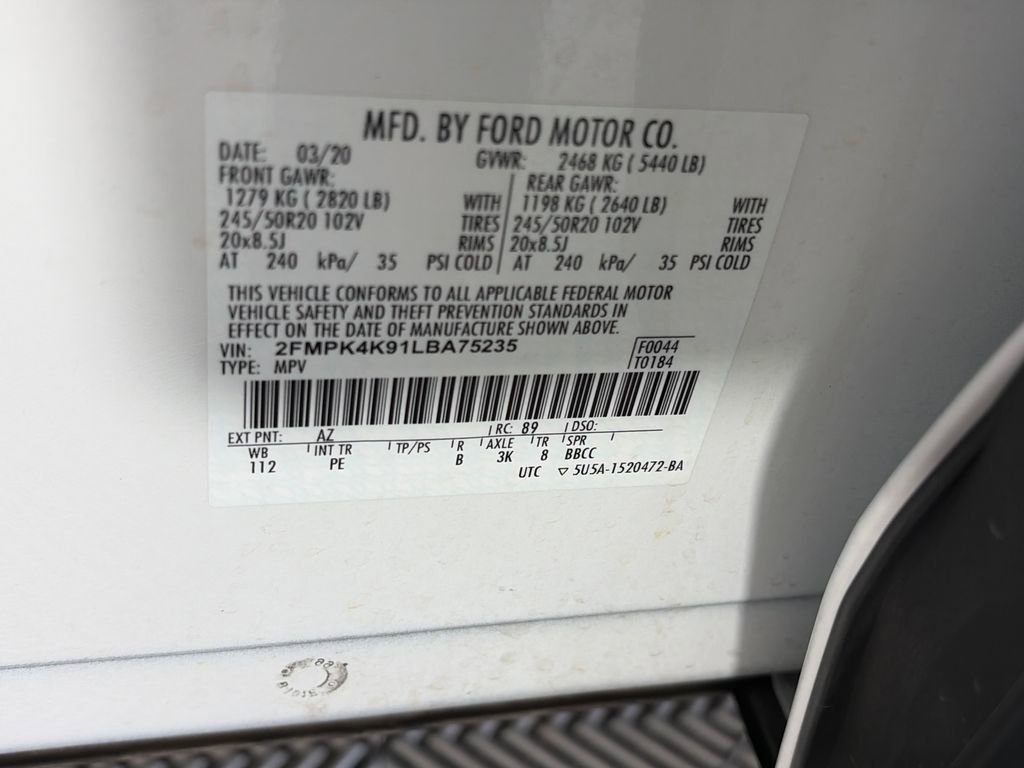 MFD. BY FORD MOTOR CO.
DATE: 03/20 GVWR: 2468 KG ( 5440 LB)
FRONT GAWR: REAR GAWR:
1279 KG ( 2820 LB) WITH 1198 KG ( 2640 LB) WITH
245/50R20 102V TIRES 245/50R20 102V TIRES
20x8.5J RIMS 20x8.5J RIMS
AT 240 kPa/ 35 PSI COLD AT 240 kPa/ 35 PSI COLD
THIS VEHICLE CONFORMS TO ALL APPLICABLE FEDERAL MOTOR
VEHICLE SAFETY AND THEFT PREVENTION STANDARDS IN
EFFECT ON THE DATE OF MANUFACTURE SHOWN ABOVE.
VIN: 2FMPK4K91LBA75235 F0044
TYPE: MPV T0184
EXT PNT: AZ RC: 89 DSO:
WB INT TR TP/PS R AXLE TR SPR
112 PE B 3K 8 BBCC
UTC ▽ 5U5A-1520472-BA